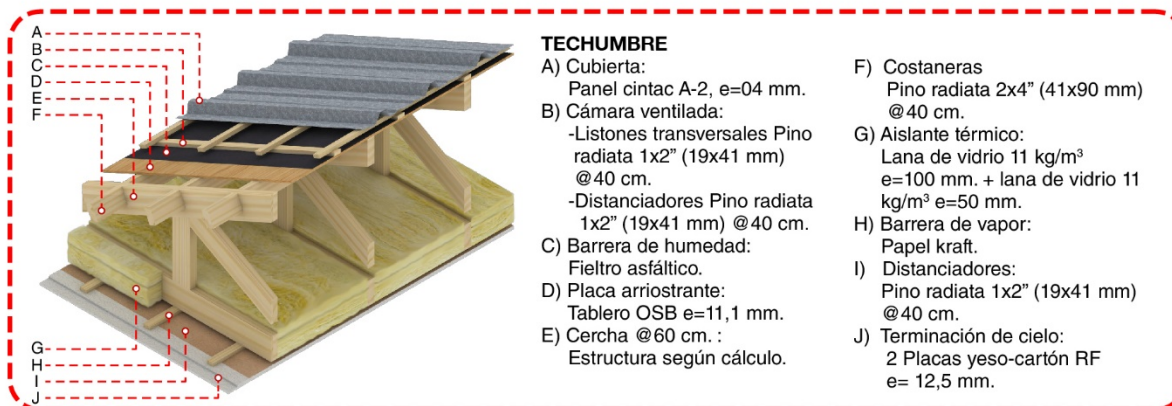 A
B
C
D
E
F
G
H
I
J
TECHUMBRE
A) Cubierta:
Panel cintac A-2, e=04 mm.
B) Cámara ventilada:
-Listones transversales Pino
radiata 1x2” (19x41 mm)
@40 cm.
-Distanciadores Pino radiata
1x2” (19x41 mm) @40 cm.
C) Barrera de humedad:
Fieltro asfáltico.
D) Placa arriostrante:
Tablero OSB e=11,1 mm.
E) Cercha @60 cm. :
Estructura según cálculo.
F) Costaneras
Pino radiata 2x4” (41x90 mm)
@40 cm.
G) Aislante térmico:
Lana de vidrio 11 kg/m³
e=100 mm. + lana de vidrio 11
kg/m³ e=50 mm.
H) Barrera de vapor:
Papel kraft.
I) Distanciadores:
Pino radiata 1x2” (19x41 mm)
@40 cm.
J) Terminación de cielo:
2 Placas yeso-cartón RF
e= 12,5 mm.